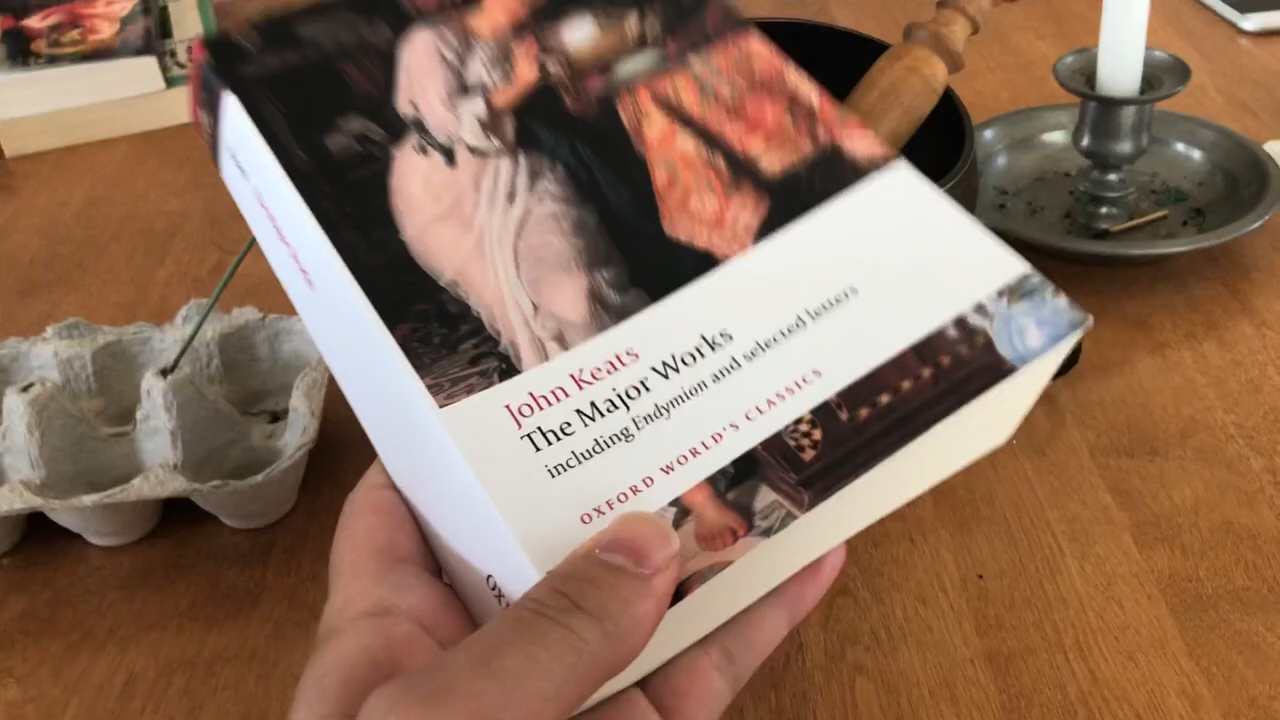 John Keats
The Major Works
including Endymion and selected letters
OXFORD WORLD'S CLASSICS